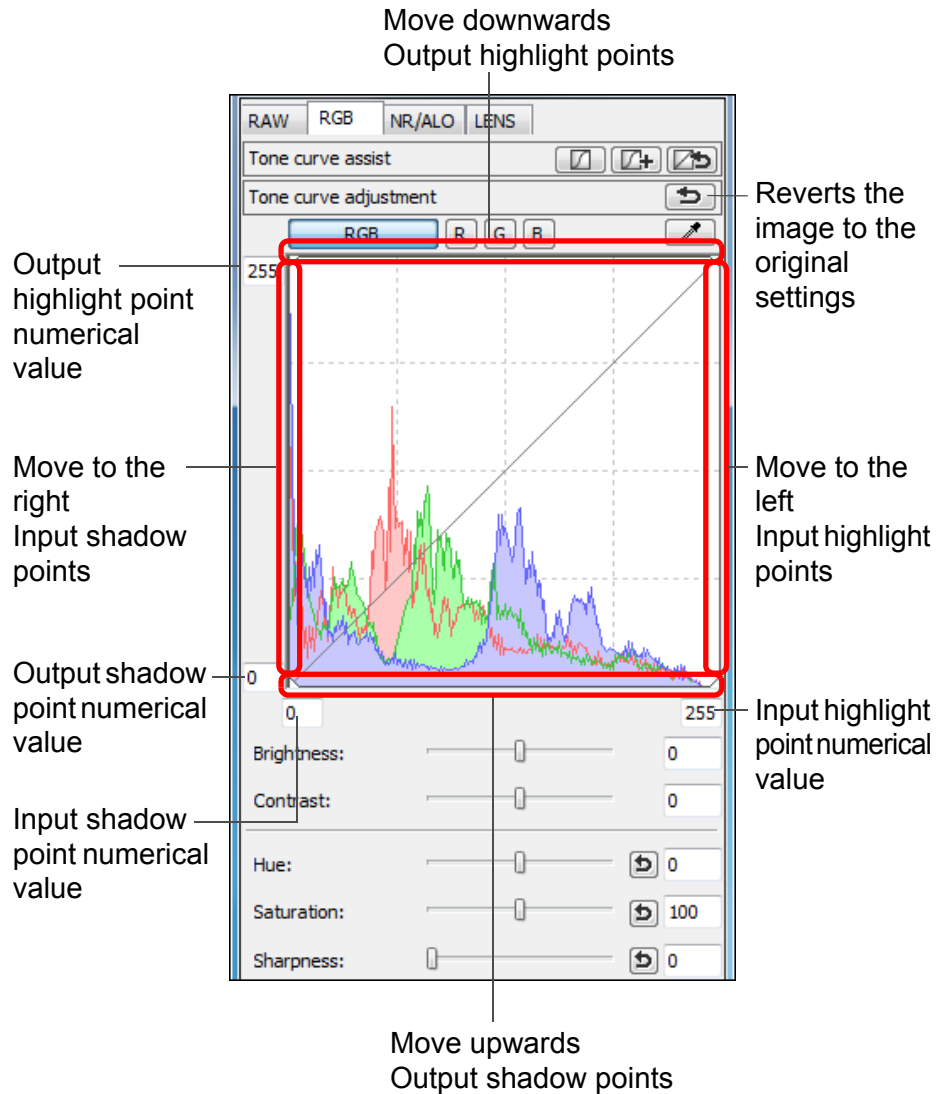 Move downwards
Output highlight points
RAW RGB NR/ALO LENS
Tone curve assist
Tone curve adjustment
RGB R G B
Reverts the
image to the
original
settings
Output
highlight point
numerical
value
255
Move to the
right
Input shadow
points
Move to the
left
Input highlight
points
Output shadow
point numerical
value
0
0
255
Input highlight
point numerical
value
Input shadow
point numerical
value
Brightness: 0
Contrast: 0
Hue: 0
Saturation: 100
Sharpness: 0
Move upwards
Output shadow points